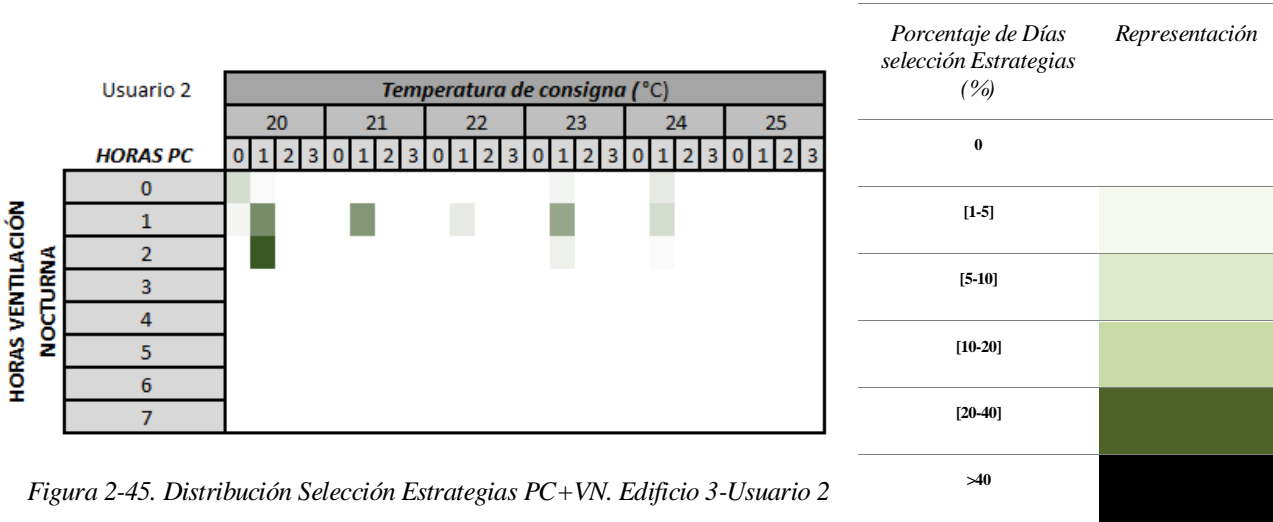 Usuario 2
Temperatura de consigna (°C)
20 21 22 23 24 25
HORAS PC
0 1 2 3 0 1 2 3 0 1 2 3 0 1 2 3 0 1 2 3 0 1 2 3
HORAS VENTILACIÓN
NOCTURNA
0
1
2
3
4
5
6
7
Figura 2-45. Distribución Selección Estrategias PC+VN. Edificio 3-Usuario 2
Porcentaje de Días Representación
selección Estrategias
(%)
0
[1-5]
[5-10]
[10-20]
[20-40]
>40